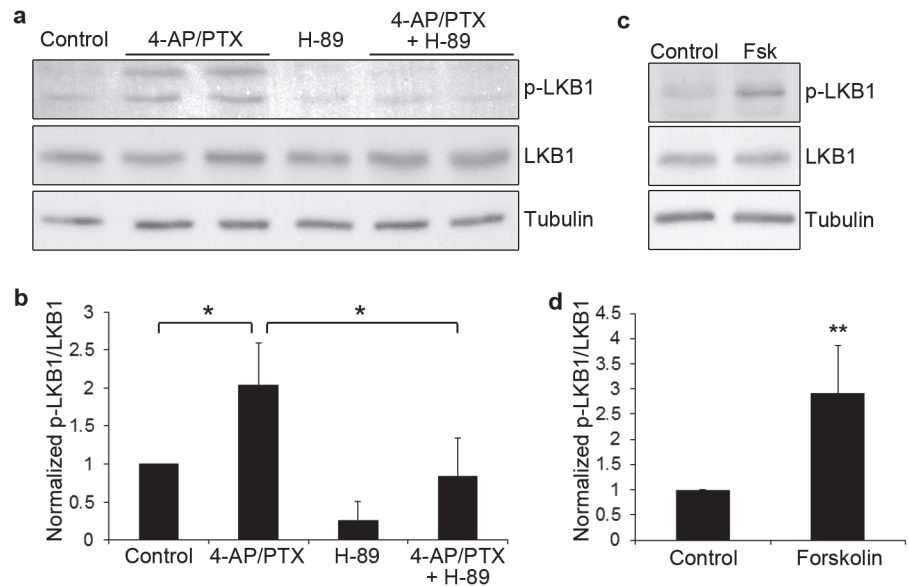 a
Control 4-AP/PTX H-89 4-AP/PTX
+ H-89
p-LKB1
LKB1
Tubulin
c
Control Fsk
p-LKB1
LKB1
Tubulin
b
Normalized p-LKB1/LKB1
3
2.5
2
1.5
1
0.5
0
* *
Control 4-AP/PTX H-89 4-AP/PTX
+ H-89
d
Normalized p-LKB1/LKB1
4.5
4
3.5
3
2.5
2
1.5
1
0.5
0
**
Control Forskolin